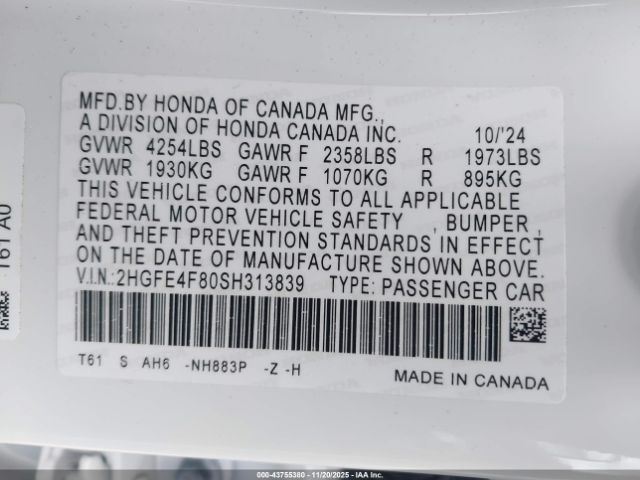 MFD.BY HONDA OF CANADA MFG.,
A DIVISION OF HONDA CANADA INC. 10/'24
GVWR 4254LBS GAWR F 2358LBS R 1973LBS
GVWR 1930KG GAWR F 1070KG R 895KG
THIS VEHICLE CONFORMS TO ALL APPLICABLE
FEDERAL MOTOR VEHICLE SAFETY , BUMPER ,
AND THEFT PREVENTION STANDARDS IN EFFECT
ON THE DATE OF MANUFACTURE SHOWN ABOVE.
V.I.N.:2HGFE4F80SH313839 TYPE: PASSENGER CAR
T61 S AH6 -NH883P -Z -H
MADE IN CANADA
T61 AU
000-43755380 - 11/20/2025 - IAA, Inc.